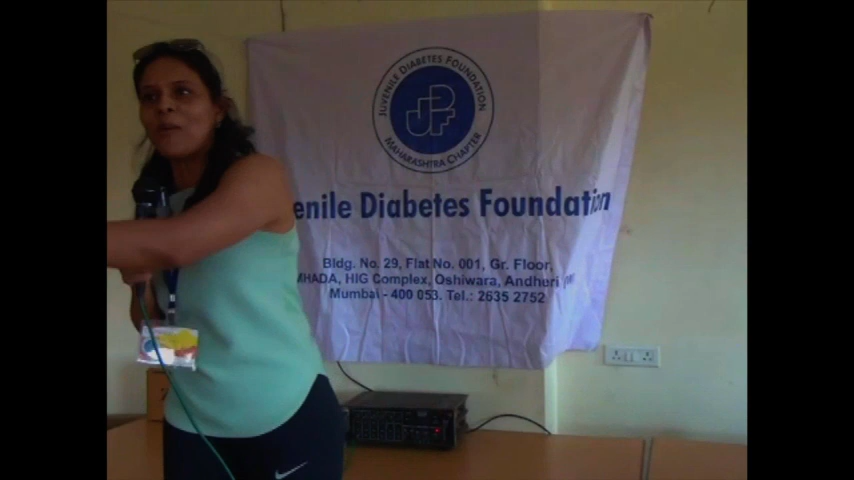 JUVENILE DIABETES FOUNDATION
JDF
MAHARASHTRA CHAPTER
enile Diabetes Foundation
Bldg. No. 29, Flat No. 001, Gr. Floor,
MHADA, HIG Complex, Oshiwara, Andheri
Mumbai - 400 053. Tel.: 2635 2752